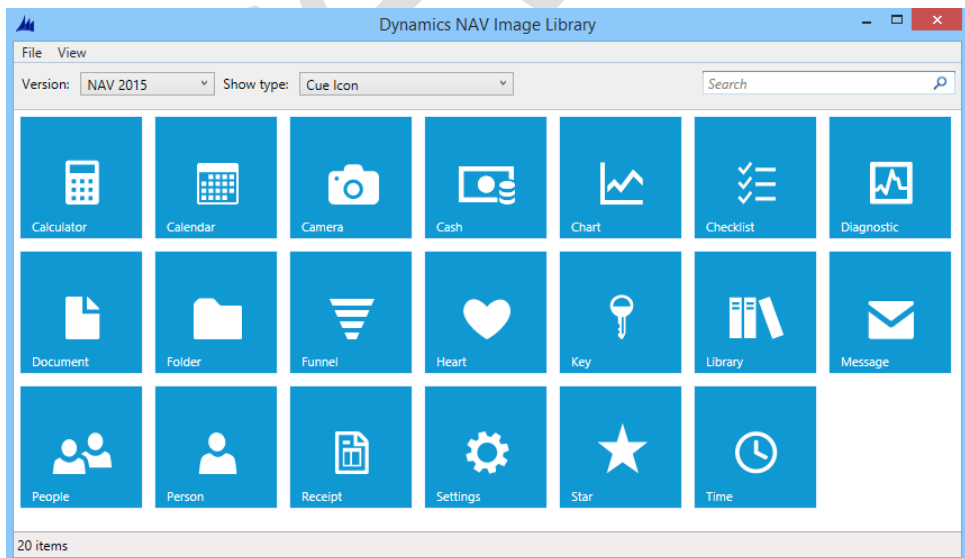 Dynamics NAV Image Library
File View
Version: NAV 2015 Show type: Cue Icon Search
Calculator Calendar Camera Cash Chart Checklist Diagnostic
Document Folder Funnel Heart Key Library Message
People Person Receipt Settings Star Time
20 items